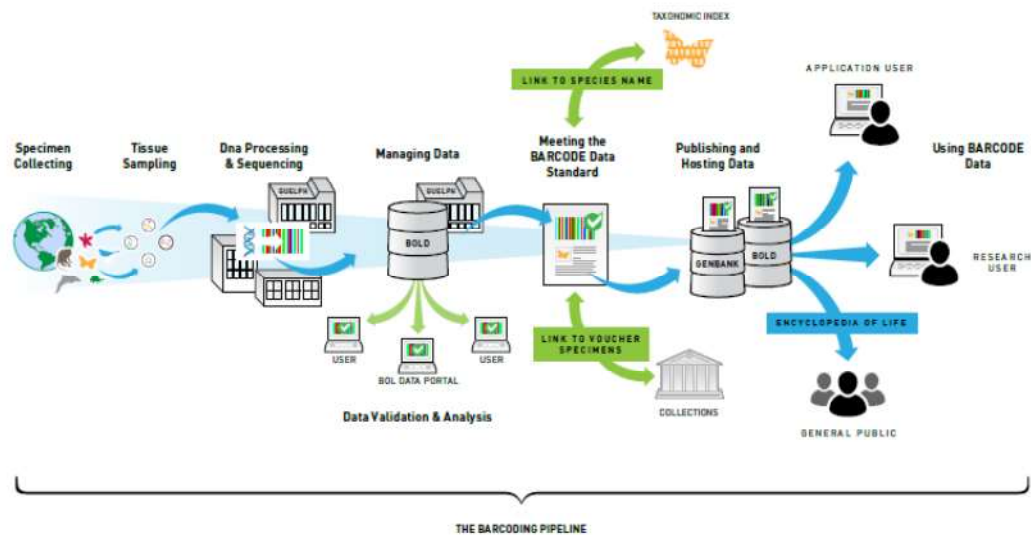 TAXONOMIC INDEX
LINK TO SPECIES NAME
APPLICATION USER
Specimen
Collecting
Tissue
Sampling
Dna Processing
& Sequencing
Managing Data
Meeting the
BARCODE Data
Standard
Publishing and
Hosting Data
Using BARCODE
Data
GUELPH
GUELPH
BOLD
GENBANK
BOLD
RESEARCH
USER
USER
BOL DATA PORTAL
USER
LINK TO VOUCHER
SPECIMENS
ENCYCLOPEDIA OF LIFE
COLLECTIONS
GENERAL PUBLIC
Data Validation & Analysis
THE BARCODING PIPELINE